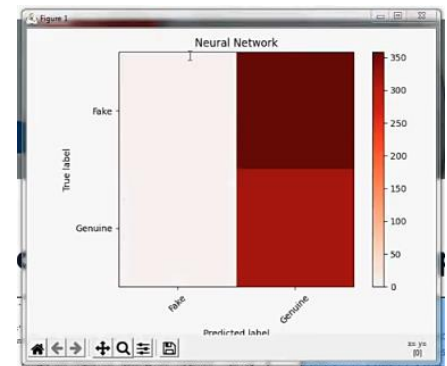 Figure 1
Neural Network
350
Fake
300
250
True label
200
150
Genuine
100
50
0
Fake
Genuine
Predicted label